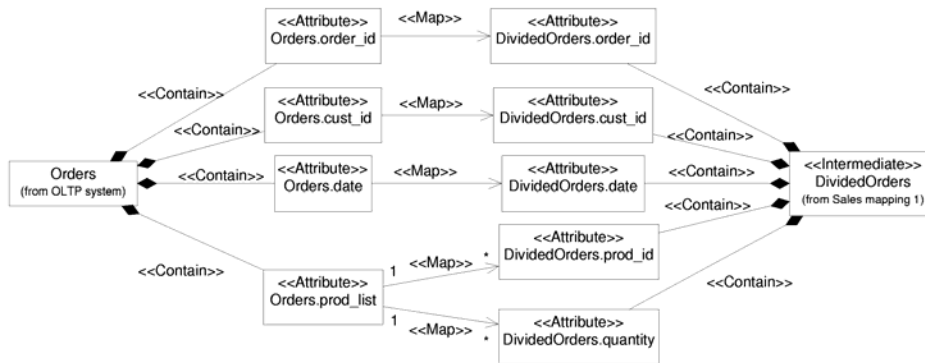 <<Attribute>>
Orders.order_id
<<Map>>
<<Attribute>>
DividedOrders.order_id
<<Contain>>
<<Contain>>
<<Attribute>>
Orders.cust_id
<<Map>>
<<Attribute>>
DividedOrders.cust_id
<<Contain>>
<<Contain>>
Orders
(from OLTP system)
<<Contain>>
<<Attribute>>
Orders.date
<<Map>>
<<Attribute>>
DividedOrders.date
<<Contain>>
<<Intermediate>>
DividedOrders
(from Sales mapping 1)
<<Contain>>
<<Contain>>
<<Attribute>>
Orders.prod_list
1
<<Map>>
*
<<Attribute>>
DividedOrders.prod_id
1
<<Map>>
*
<<Attribute>>
DividedOrders.quantity
<<Contain>>